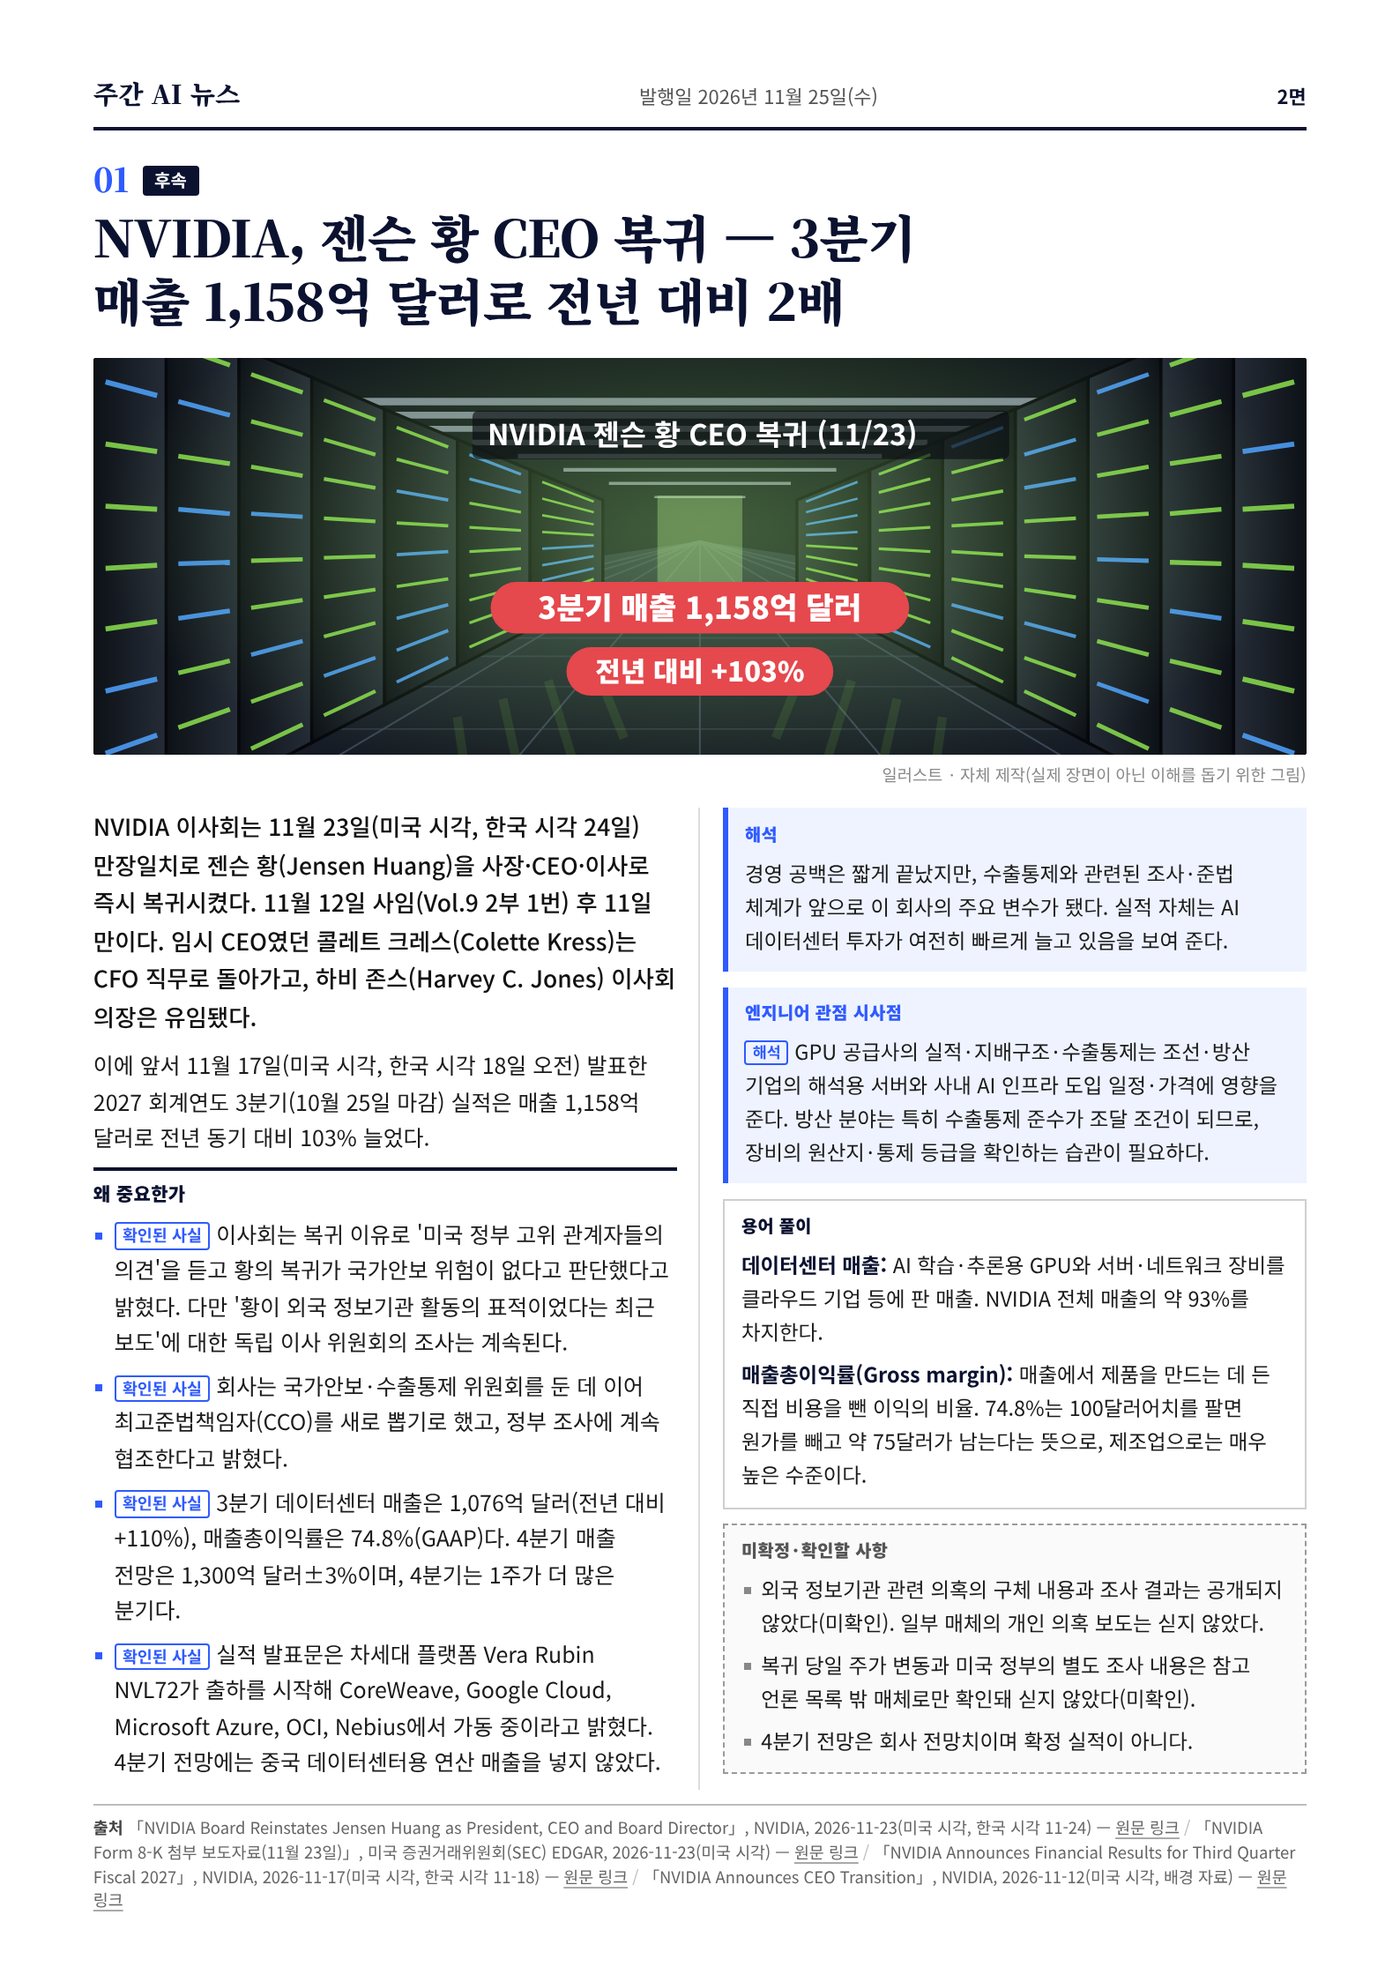 주간 AI 뉴스
발행일 2026년 11월 25일(수)
2면
01 후속
NVIDIA, 젠슨 황 CEO 복귀 — 3분기
매출 1,158억 달러로 전년 대비 2배
NVIDIA 젠슨 황 CEO 복귀 (11/23)
3분기 매출 1,158억 달러
전년 대비 +103%
일러스트 · 자체 제작(실제 장면이 아닌 이해를 돕기 위한 그림)
NVIDIA 이사회는 11월 23일(미국 시각, 한국 시각 24일)
만장일치로 젠슨 황(Jensen Huang)을 사장·CEO·이사로
즉시 복귀시켰다. 11월 12일 사임(Vol.9 2부 1번) 후 11일
만이다. 임시 CEO였던 콜레트 크레스(Colette Kress)는
CFO 직무로 돌아가고, 하비 존스(Harvey C. Jones) 이사회
의장은 유임됐다.
이에 앞서 11월 17일(미국 시각, 한국 시각 18일 오전) 발표한
2027 회계연도 3분기(10월 25일 마감) 실적은 매출 1,158억
달러로 전년 동기 대비 103% 늘었다.
왜 중요한가
▪ 확인된 사실 이사회는 복귀 이유로 '미국 정부 고위 관계자들의
의견'을 듣고 황의 복귀가 국가안보 위험이 없다고 판단했다고
밝혔다. 다만 '황이 외국 정보기관 활동의 표적이었다는 최근
보도'에 대한 독립 이사 위원회의 조사는 계속된다.
▪ 확인된 사실 회사는 국가안보·수출통제 위원회를 둔 데 이어
최고준법책임자(CCO)를 새로 뽑기로 했고, 정부 조사에 계속
협조한다고 밝혔다.
▪ 확인된 사실 3분기 데이터센터 매출은 1,076억 달러(전년 대비
+110%), 매출총이익률은 74.8%(GAAP)다. 4분기 매출
전망은 1,300억 달러±3%이며, 4분기는 1주가 더 많은
분기다.
▪ 확인된 사실 실적 발표문은 차세대 플랫폼 Vera Rubin
NVL72가 출하를 시작해 CoreWeave, Google Cloud,
Microsoft Azure, OCI, Nebius에서 가동 중이라고 밝혔다.
4분기 전망에는 중국 데이터센터용 연산 매출을 넣지 않았다.
해석
경영 공백은 짧게 끝났지만, 수출통제와 관련된 조사·준법
체계가 앞으로 이 회사의 주요 변수가 됐다. 실적 자체는 AI
데이터센터 투자가 여전히 빠르게 늘고 있음을 보여 준다.
엔지니어 관점 시사점
해석 GPU 공급사의 실적·지배구조·수출통제는 조선·방산
기업의 해석용 서버와 사내 AI 인프라 도입 일정·가격에 영향을
준다. 방산 분야는 특히 수출통제 준수가 조달 조건이 되므로,
장비의 원산지·통제 등급을 확인하는 습관이 필요하다.
용어 풀이
데이터센터 매출: AI 학습·추론용 GPU와 서버·네트워크 장비를
클라우드 기업 등에 판 매출. NVIDIA 전체 매출의 약 93%를
차지한다.
매출총이익률(Gross margin): 매출에서 제품을 만드는 데 든
직접 비용을 뺀 이익의 비율. 74.8%는 100달러어치를 팔면
원가를 빼고 약 75달러가 남는다는 뜻으로, 제조업으로는 매우
높은 수준이다.
미확정·확인할 사항
▪ 외국 정보기관 관련 의혹의 구체 내용과 조사 결과는 공개되지
않았다(미확인). 일부 매체의 개인 의혹 보도는 싣지 않았다.
▪ 복귀 당일 주가 변동과 미국 정부의 별도 조사 내용은 참고
언론 목록 밖 매체로만 확인돼 싣지 않았다(미확인).
▪ 4분기 전망은 회사 전망치이며 확정 실적이 아니다.
출처 「NVIDIA Board Reinstates Jensen Huang as President, CEO and Board Director」, NVIDIA, 2026-11-23(미국 시각, 한국 시각 11-24) — 원문 링크 / 「NVIDIA
Form 8-K 첨부 보도자료(11월 23일)」, 미국 증권거래위원회(SEC) EDGAR, 2026-11-23(미국 시각) — 원문 링크 / 「NVIDIA Announces Financial Results for Third Quarter
Fiscal 2027」, NVIDIA, 2026-11-17(미국 시각, 한국 시각 11-18) — 원문 링크 / 「NVIDIA Announces CEO Transition」, NVIDIA, 2026-11-12(미국 시각, 배경 자료) — 원문
링크